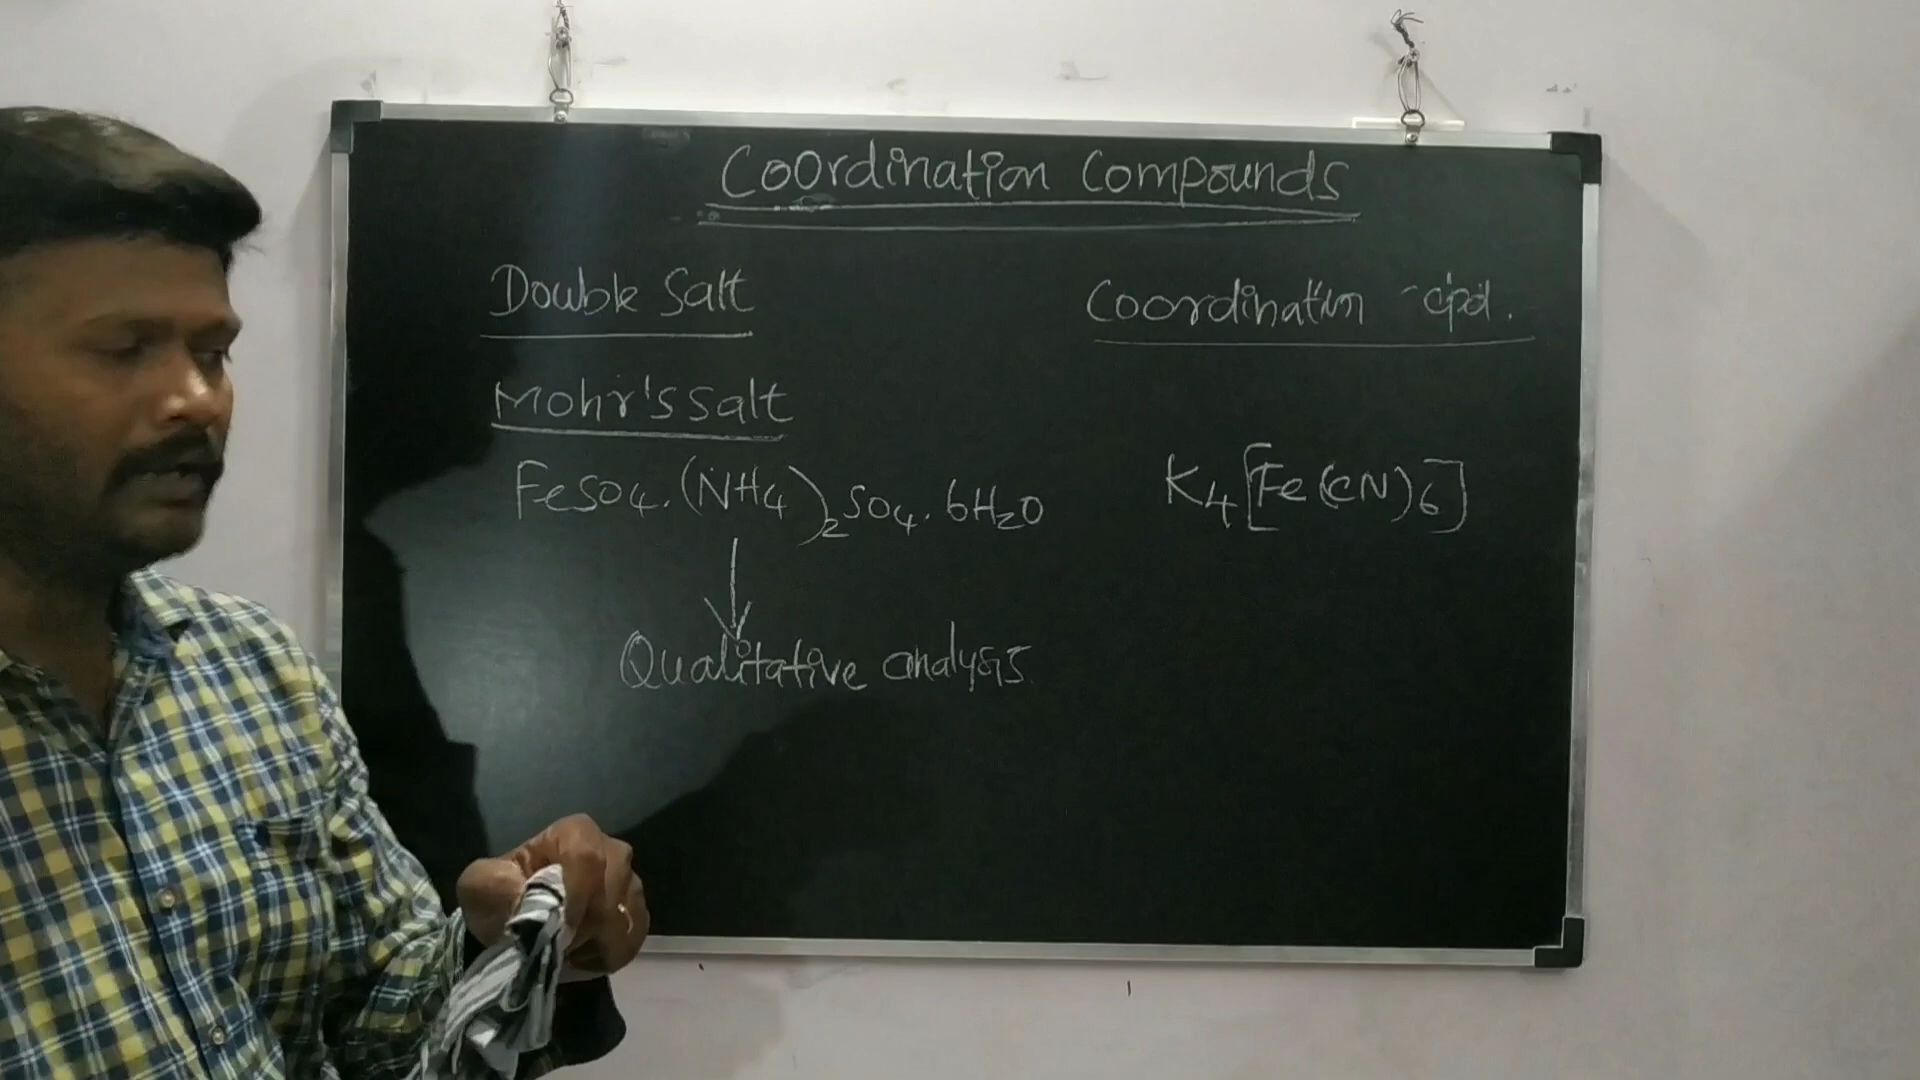 Coordination Compounds
Double Salt
Coordination cpd.
Mohr's Salt
FeSO4.(NH4)2SO4.6H2O
K4[Fe(CN)6]
Qualitative analysis